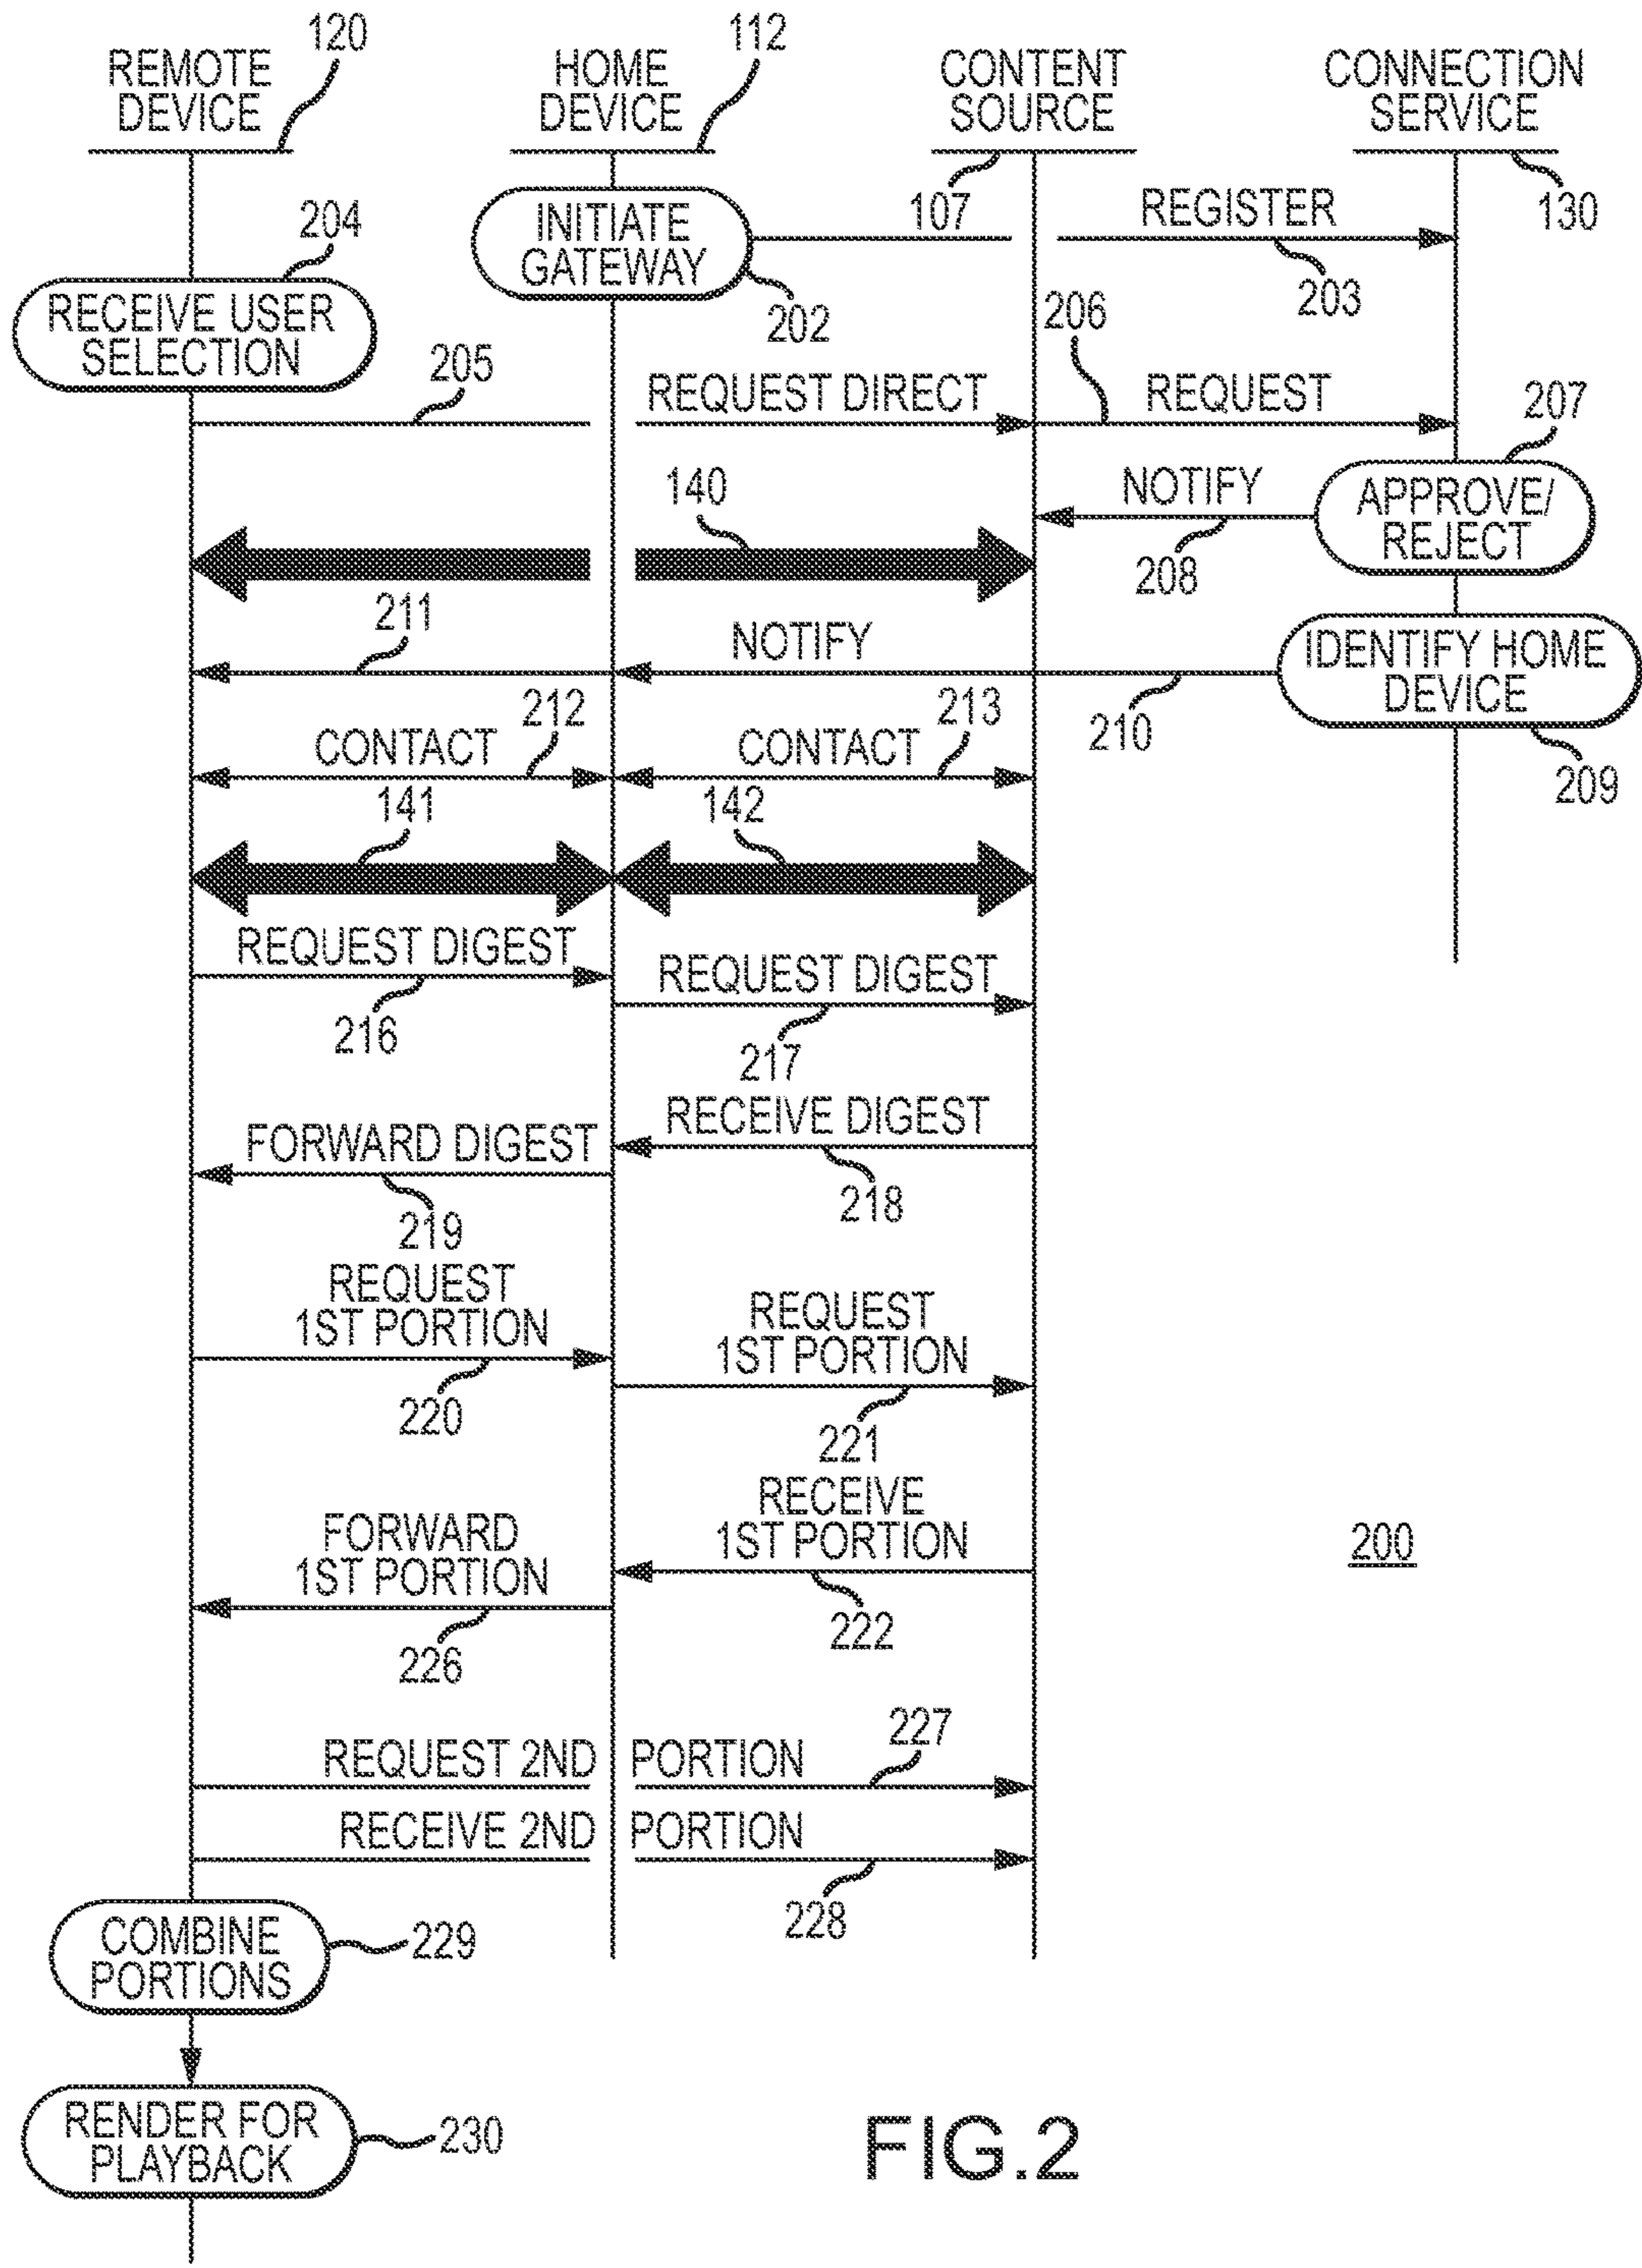 REMOTE
DEVICE
120
HOME
DEVICE
112
CONTENT
SOURCE
107
CONNECTION
SERVICE
130
INITIATE
GATEWAY
202
REGISTER
203
204
RECEIVE USER
SELECTION
205
REQUEST DIRECT
206
REQUEST
207
APPROVE/
REJECT
NOTIFY
208
140
211
NOTIFY
210
IDENTIFY HOME
DEVICE
209
CONTACT
212
CONTACT
213
141
142
REQUEST DIGEST
216
REQUEST DIGEST
217
RECEIVE DIGEST
218
FORWARD DIGEST
219
REQUEST
1ST PORTION
220
REQUEST
1ST PORTION
221
RECEIVE
1ST PORTION
222
FORWARD
1ST PORTION
226
200
REQUEST 2ND PORTION
227
RECEIVE 2ND PORTION
228
COMBINE
PORTIONS
229
RENDER FOR
PLAYBACK
230
FIG.2